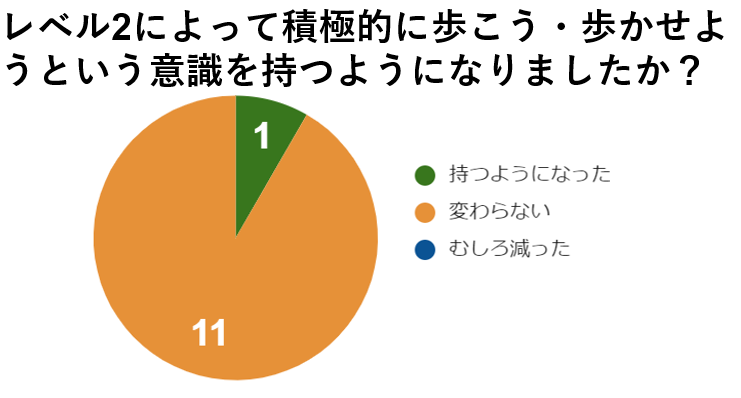 レベル2によって積極的に歩こう・歩かせよ
うという意識を持つようになりましたか？
1
持つようになった
変わらない
むしろ減った
11